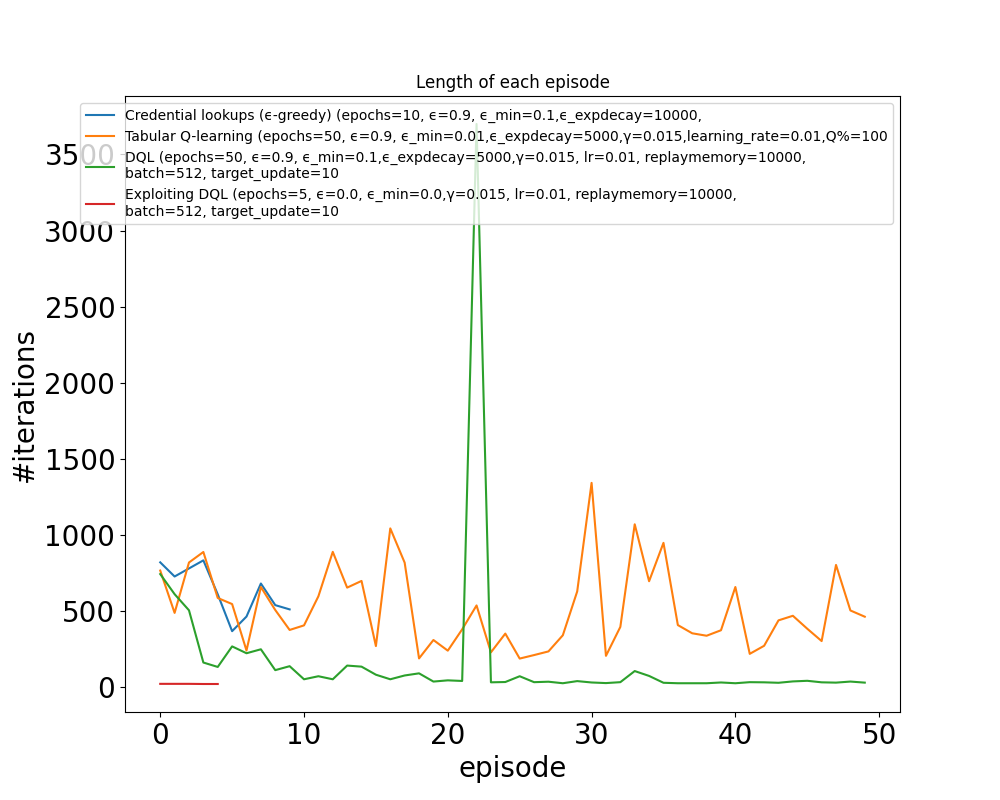 Length of each episode
Credential lookups (ϵ-greedy) (epochs=10, ϵ=0.9, ϵ_min=0.1,ϵ_expdecay=10000,
Tabular Q-learning (epochs=50, ϵ=0.9, ϵ_min=0.01,ϵ_expdecay=5000,γ=0.015,learning_rate=0.01,Q%=100
DQL (epochs=50, ϵ=0.9, ϵ_min=0.1,ϵ_expdecay=5000,γ=0.015, lr=0.01, replaymemory=10000,
batch=512, target_update=10
Exploiting DQL (epochs=5, ϵ=0.0, ϵ_min=0.0,γ=0.015, lr=0.01, replaymemory=10000,
batch=512, target_update=10
3500
3000
2500
2000
1500
1000
500
0
#iterations
0 10 20 30 40 50
episode